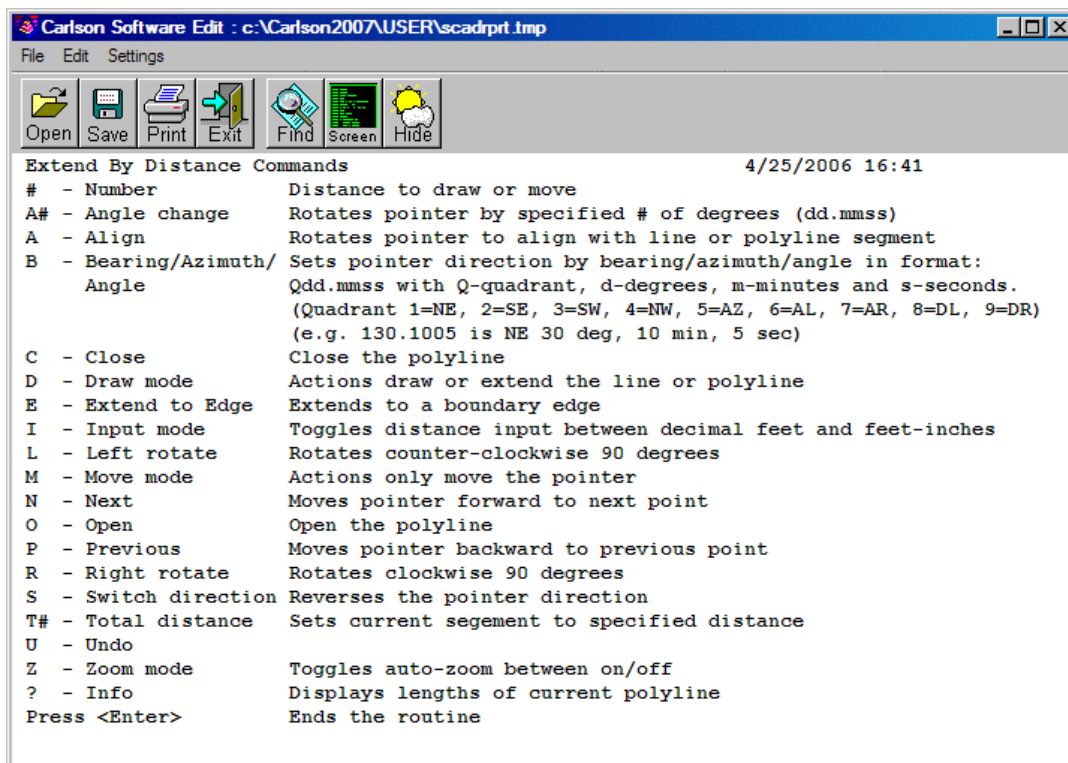 Carlson Software Edit : c:\Carlson2007\USER\scadrprt.tmp
File Edit Settings
Open Save Print Exit Find Screen Hide
Extend By Distance Commands 4/25/2006 16:41
# - Number Distance to draw or move
A# - Angle change Rotates pointer by specified # of degrees (dd.mmss)
A - Align Rotates pointer to align with line or polyline segment
B - Bearing/Azimuth/ Sets pointer direction by bearing/azimuth/angle in format:
Angle Qdd.mmss with Q-quadrant, d-degrees, m-minutes and s-seconds.
(Quadrant 1=NE, 2=SE, 3=SW, 4=NW, 5=AZ, 6=AL, 7=AR, 8=DL, 9=DR)
(e.g. 130.1005 is NE 30 deg, 10 min, 5 sec)
C - Close Close the polyline
D - Draw mode Actions draw or extend the line or polyline
E - Extend to Edge Extends to a boundary edge
I - Input mode Toggles distance input between decimal feet and feet-inches
L - Left rotate Rotates counter-clockwise 90 degrees
M - Move mode Actions only move the pointer
N - Next Moves pointer forward to next point
O - Open Open the polyline
P - Previous Moves pointer backward to previous point
R - Right rotate Rotates clockwise 90 degrees
S - Switch direction Reverses the pointer direction
T# - Total distance Sets current segement to specified distance
U - Undo
Z - Zoom mode Toggles auto-zoom between on/off
? - Info Displays lengths of current polyline
Press <Enter> Ends the routine